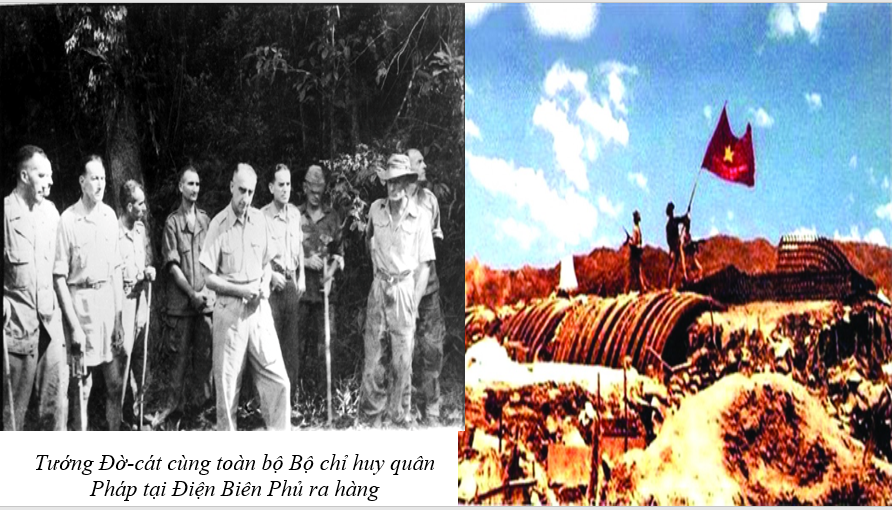 Tướng Đờ-cát cùng toàn bộ Bộ chỉ huy quân
Pháp tại Điện Biên Phủ ra hàng